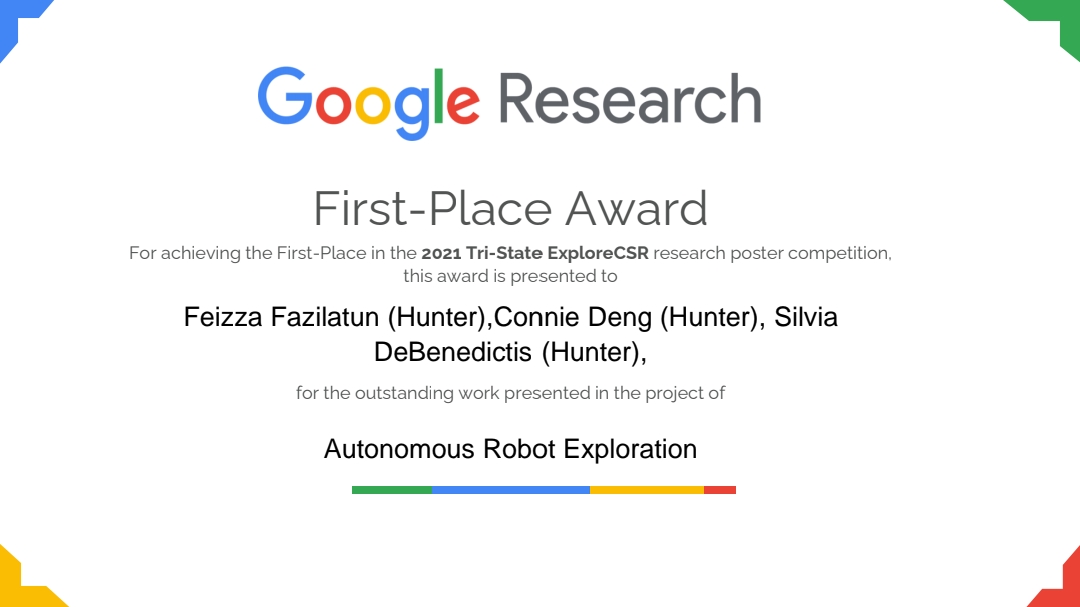 Google Research
First-Place Award
For achieving the First-Place in the 2021 Tri-State ExploreCSR research poster competition,
this award is presented to
Feizza Fazilatun (Hunter),Connie Deng (Hunter), Silvia
DeBenedictis (Hunter),
for the outstanding work presented in the project of
Autonomous Robot Exploration